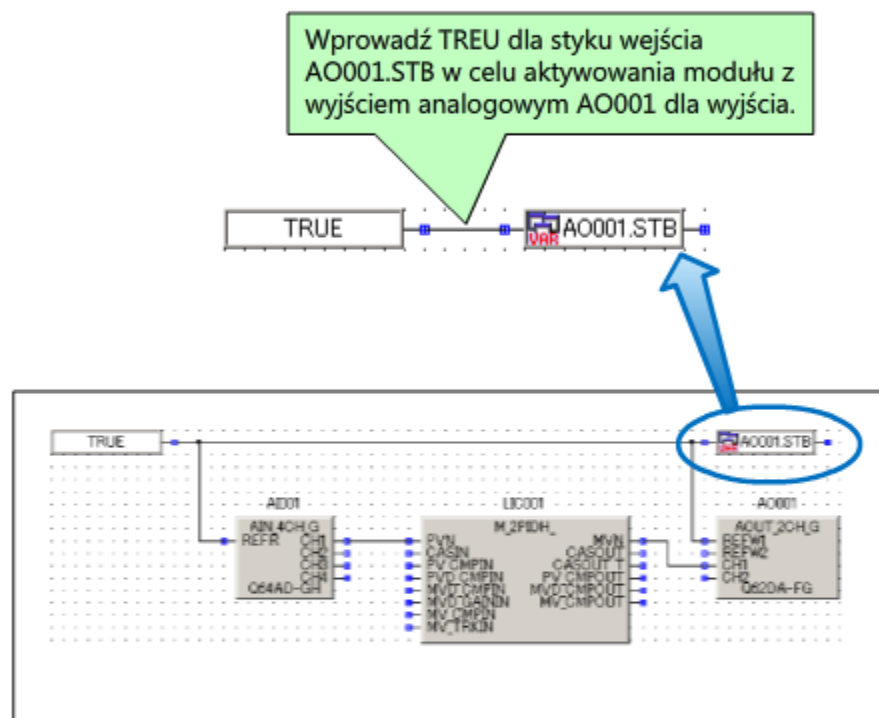 Wprowadź TREU dla styku wejścia
AO001.STB w celu aktywowania modułu z
wyjściem analogowym AO001 dla wyjścia.
TRUE
VAR AO001.STB
TRUE
VAR AO001.STB
AI001
LIC001
AO001
AIN_4CH_G
REFR CH1
CH2
CH3
CH4
Q64AD-GH
M_2PIDH_
PVN MVN
CASIN CASOUT
PV_CMPIN CASOUT_T
PVD_CMPIN PV_CMPOUT
MVD_CMPIN MVD_CMPOUT
MVD_GAININ MV_CMPOUT
MV_CMPIN
MV_TRKIN
AOUT_2CH_G
REFW1
REFW2
CH1
CH2
Q62DA-FG